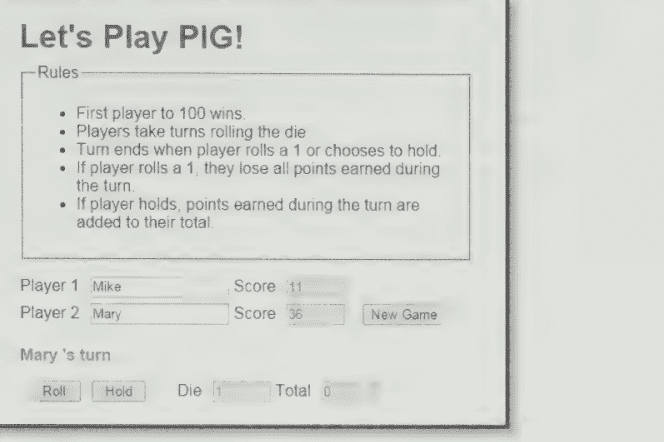 Let's Play PIG!
Rules
First player to 100 wins.
Players take turns rolling the die
Turn ends when player rolls a 1 or chooses to hold.
If player rolls a 1, they lose all points earned during
the turn.
If player holds, points earned during the turn are
added to their total.
Player 1 Mike Score 11
Player 2 Mary Score 36 New Game
Mary 's turn
Roll Hold Die 1 Total 0